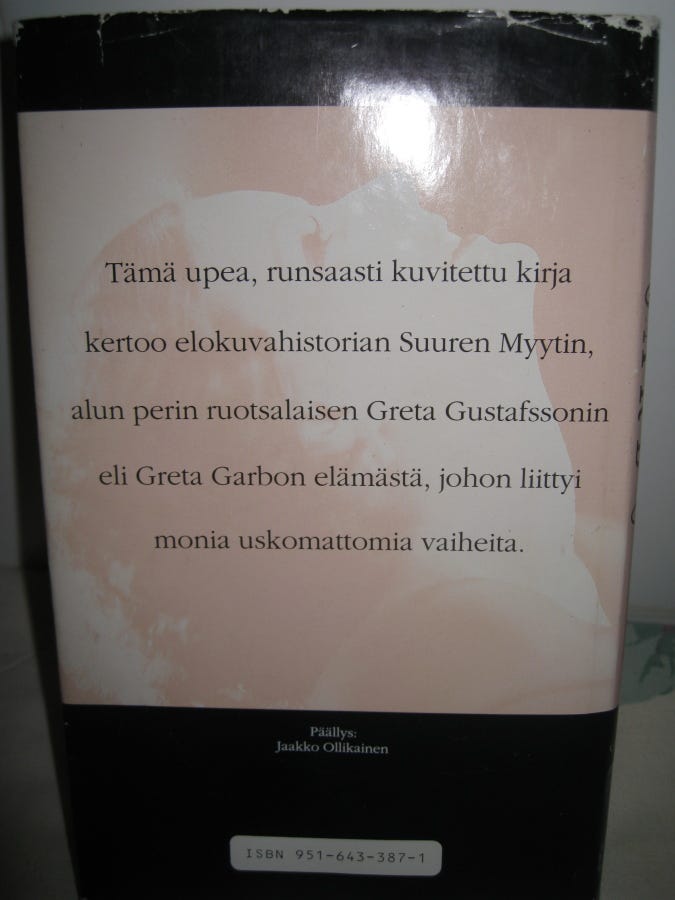 Tämä upea, runsaasti kuvitettu kirja
kertoo elokuvahistorian Suuren Myytin,
alun perin ruotsalaisen Greta Gustafssonin
eli Greta Garbon elämästä, johon liittyi
monia uskomattomia vaiheita.
Päällys:
Jaakko Ollikainen
ISBN 951-643-387-1